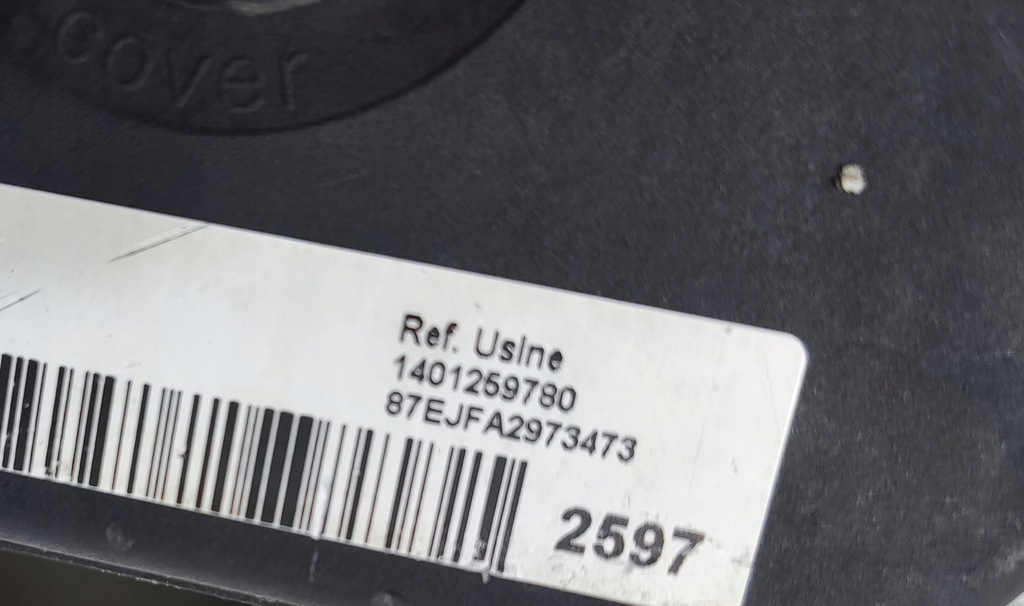 cover
Ref. Usine
1401259780
87EJFA2973473
2597